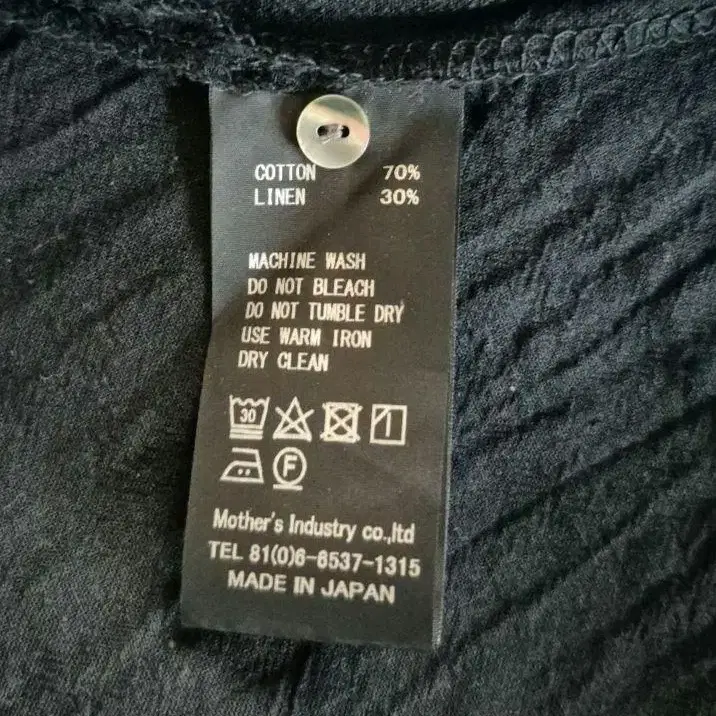 COTTON 70%
LINEN 30%
MACHINE WASH
DO NOT BLEACH
DO NOT TUMBLE DRY
USE WARM IRON
DRY CLEAN
30
F
Mother's Industry co.,ltd
TEL 81(0)6-6537-1315
MADE IN JAPAN